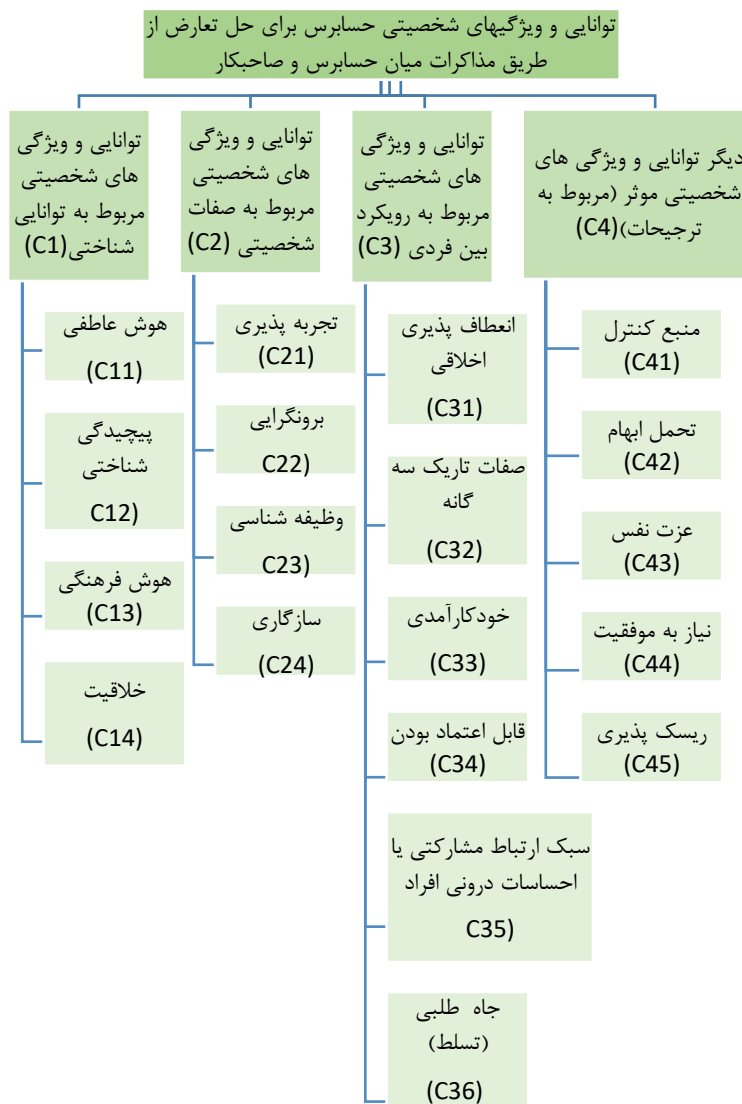 توانایی و ویژگیهای شخصیتی حسابرس برای حل تعارض از
طریق مذاکرات میان حسابرس و صاحبکار
توانایی و ویژگی
های شخصیتی
مربوط به توانایی
شناختی(C1)
هوش عاطفی
(C11)
پیچیدگی
شناختی
(C12
هوش فرهنگی
(C13)
خلاقیت
(C14)
توانایی و ویژگی
های شخصیتی
مربوط به صفات
شخصیتی (C2)
تجربه پذیری
(C21)
برونگرایی
(C22
وظیفه شناسی
(C23
سازگاری
(C24)
توانایی و ویژگی
های شخصیتی
مربوط به رویکرد
بین فردی (C3)
انعطاف پذیری
اخلاقی
(C31)
صفات تاریک سه
گانه
(C32)
خودکارآمدی
(C33)
قابل اعتماد بودن
(C34)
سبک ارتباط مشارکتی یا
احساسات درونی افراد
(C35
جاه طلبی
(تسلط)
(C36)
دیگر توانایی و ویژگی های
شخصیتی موثر (مربوط به
ترجیحات)(C4)
منبع کنترل
(C41)
تحمل ابهام
(C42)
عزت نفس
(C43)
نیاز به موفقیت
(C44)
ریسک پذیری
(C45)